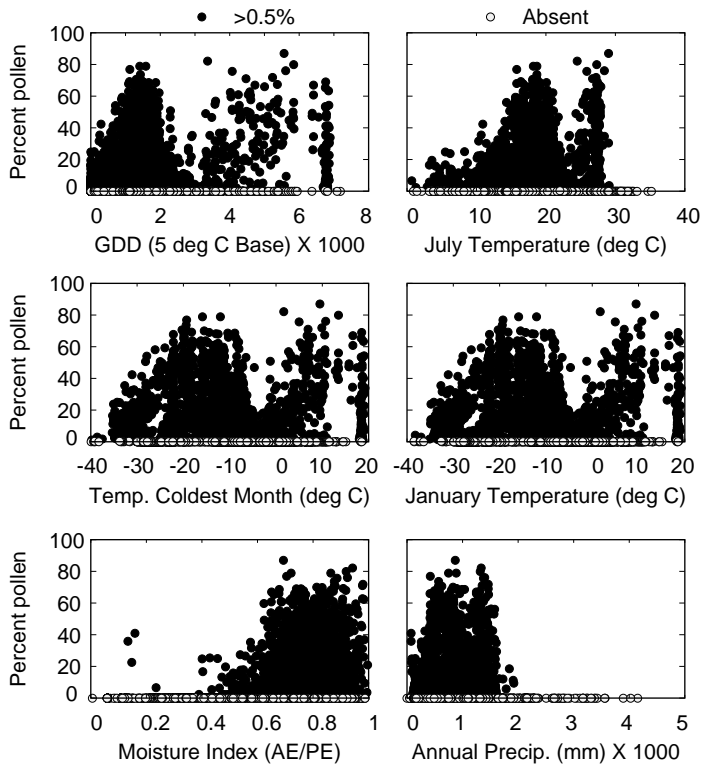 >0.5% Absent
100
80
60
40
20
0
Percent pollen
0 2 4 6 8
GDD (5 deg C Base) X 1000
0 10 20 30 40
July Temperature (deg C)
100
80
60
40
20
0
Percent pollen
-40 -30 -20 -10 0 10 20
Temp. Coldest Month (deg C)
-40 -30 -20 -10 0 10 20
January Temperature (deg C)
100
80
60
40
20
0
Percent pollen
0 0.2 0.4 0.6 0.8 1
Moisture Index (AE/PE)
0 1 2 3 4 5
Annual Precip. (mm) X 1000